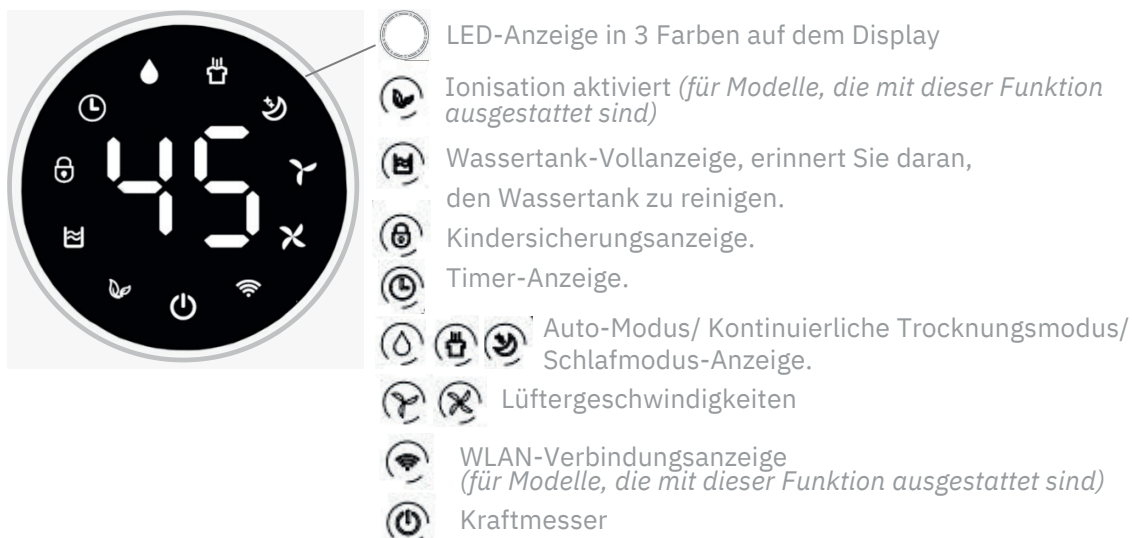 45
LED-Anzeige in 3 Farben auf dem Display
Ionisation aktiviert (für Modelle, die mit dieser Funktion
ausgestattet sind)
Wassertank-Vollanzeige, erinnert Sie daran,
den Wassertank zu reinigen.
Kindersicherungsanzeige.
Timer-Anzeige.
Auto-Modus/ Kontinuierliche Trocknungsmodus/
Schlafmodus-Anzeige.
Lüftergeschwindigkeiten
WLAN-Verbindungsanzeige
(für Modelle, die mit dieser Funktion ausgestattet sind)
Kraftmesser